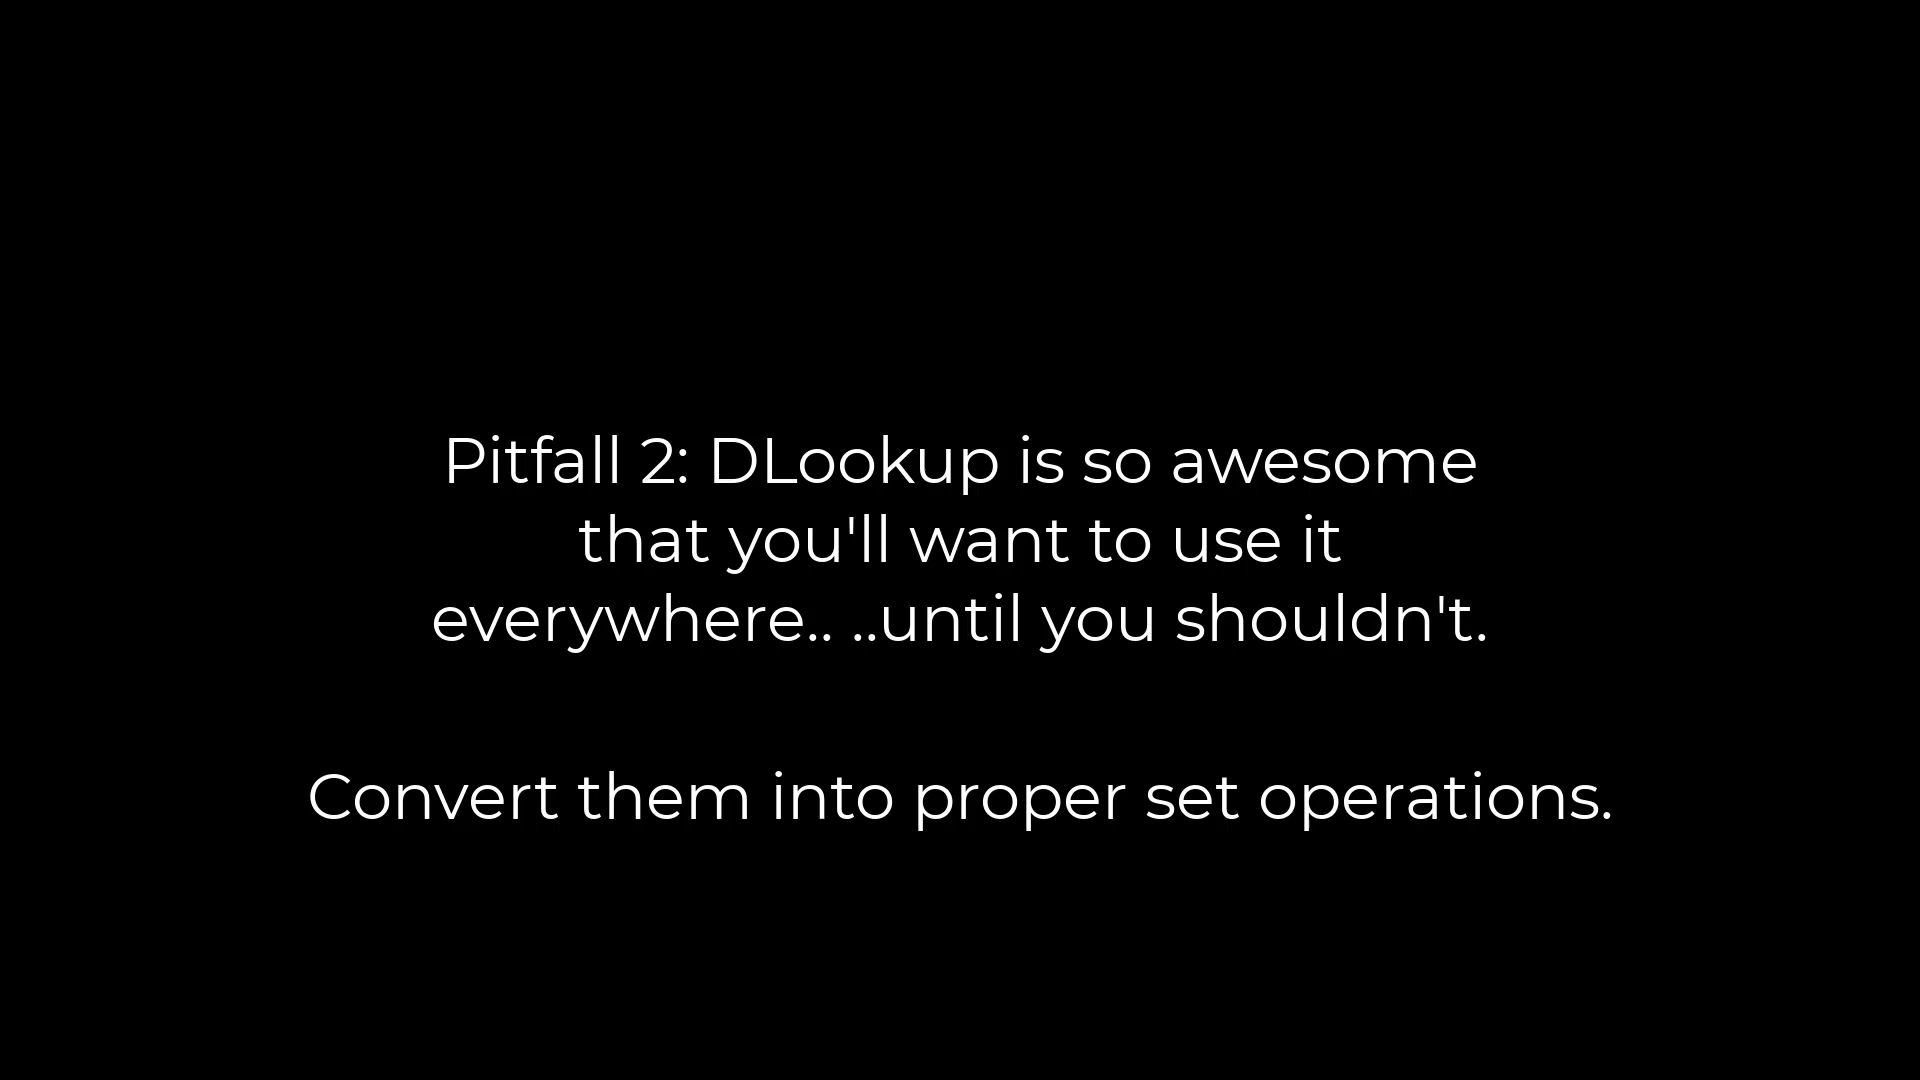 Pitfall 2: DLookup is so awesome
that you'll want to use it
everywhere.. ..until you shouldn't.
Convert them into proper set operations.